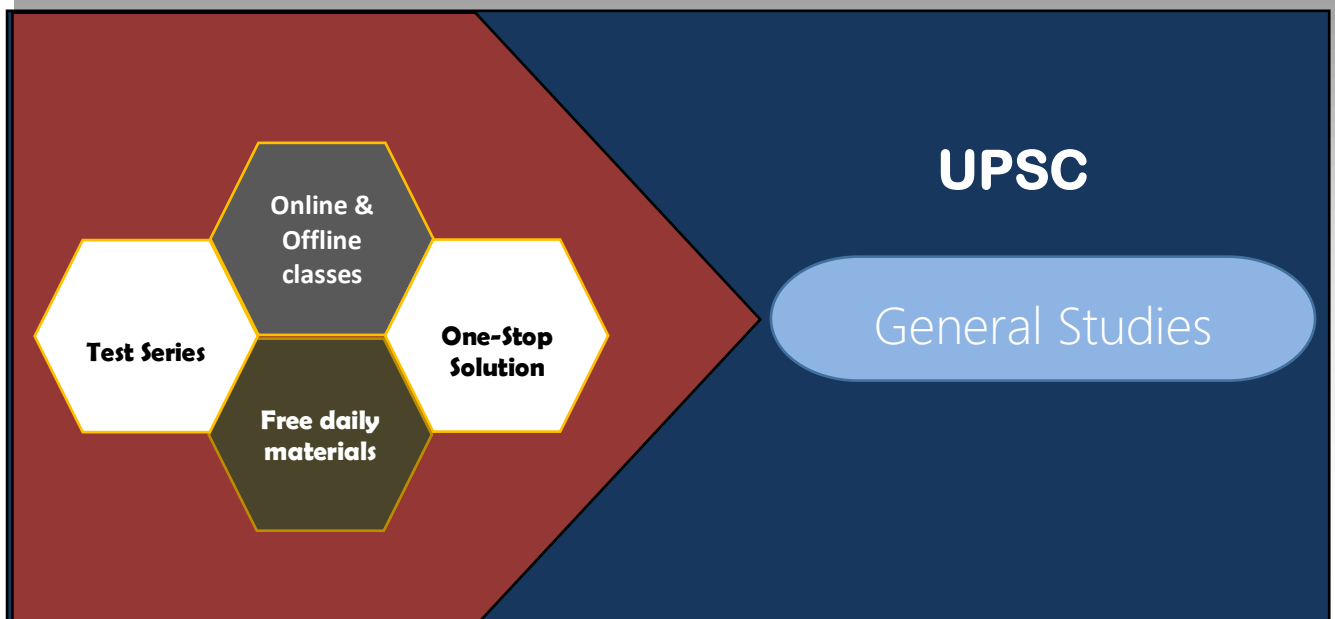 Online &
Offline
classes
Test Series
One-Stop
Solution
Free daily
materials
UPSC
General Studies